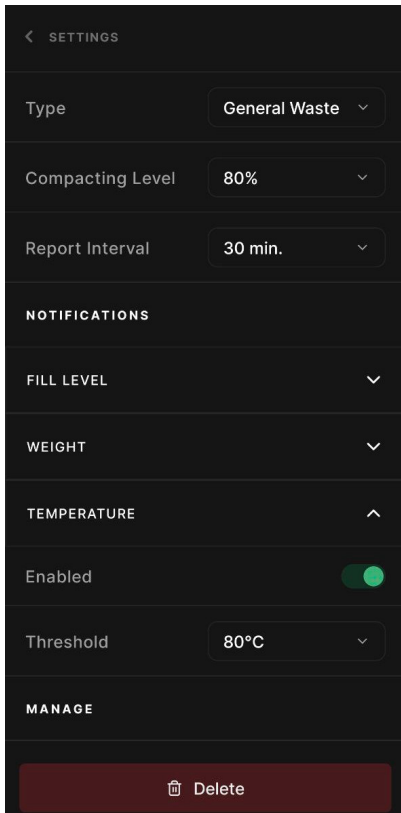 SETTINGS
Type General Waste
Compacting Level 80%
Report Interval 30 min.
NOTIFICATIONS
FILL LEVEL
WEIGHT
TEMPERATURE
Enabled
Threshold 80°C
MANAGE
Delete